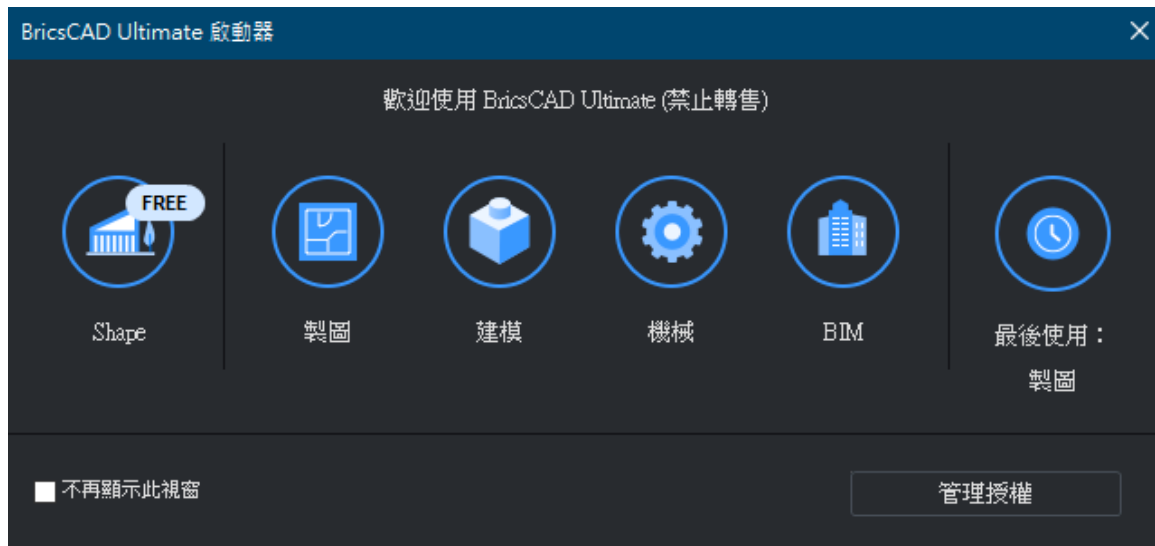 BricsCAD Ultimate 啟動器
歡迎使用 BricsCAD Ultimate (禁止轉售)
FREE
Shape
製圖
建模
機械
BIM
最後使用：
製圖
不再顯示此視窗
管理授權